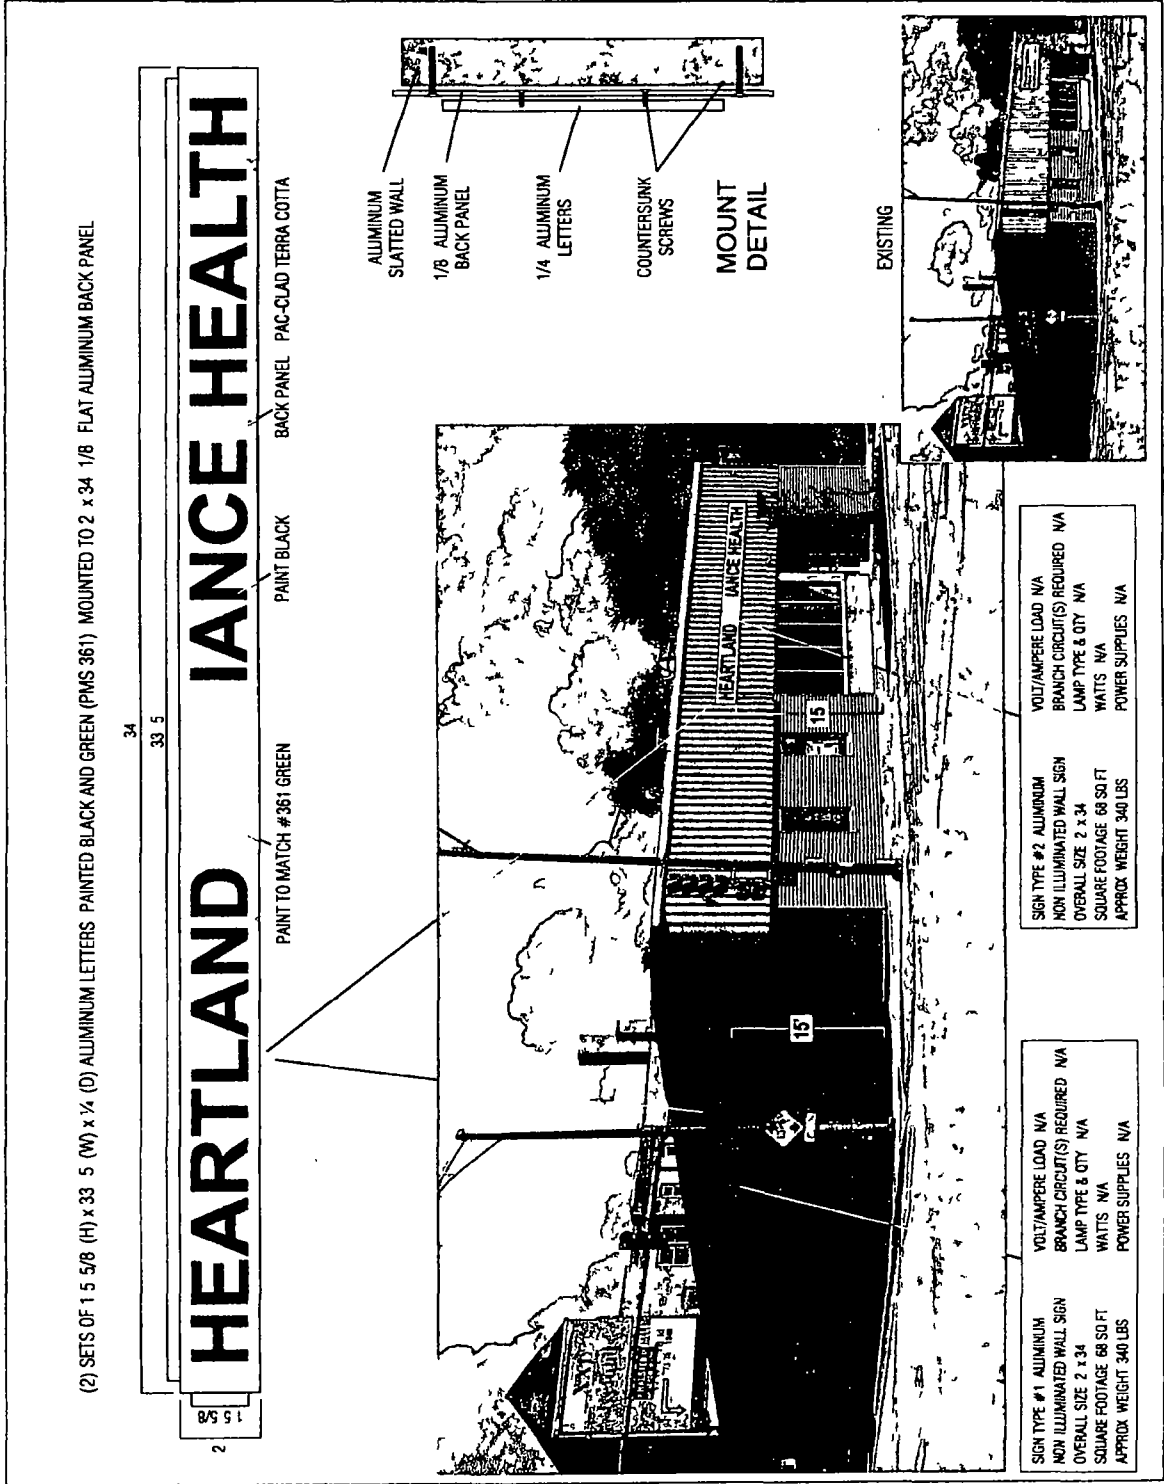 (2) SETS OF 1 5 5/8 (H) x 33 5 (W) x ¼ (D) ALUMINUM LETTERS PAINTED BLACK AND GREEN (PMS 361) MOUNTED TO 2 x 34 1/8 FLAT ALUMINUM BACK PANEL
34
33 5
2
1 5 5/8
HEARTLAND IANCE HEALTH
PAINT TO MATCH #361 GREEN
PAINT BLACK
BACK PANEL PAC-CLAD TERRA COTTA
ALUMINUM
SLATTED WALL
1/8 ALUMINUM
BACK PANEL
1/4 ALUMINUM
LETTERS
COUNTERSUNK
SCREWS
MOUNT
DETAIL
HEARTLAND IANCE HEALTH
15
15'
EXISTING
SIGN TYPE #1 ALUMINUM
NON ILLUMINATED WALL SIGN
OVERALL SIZE 2 x 34
SQUARE FOOTAGE 68 SQ FT
APPROX WEIGHT 340 LBS
VOLT/AMPERE LOAD N/A
BRANCH CIRCUIT(S) REQUIRED N/A
LAMP TYPE & QTY N/A
WATTS N/A
POWER SUPPLIES N/A
SIGN TYPE #2 ALUMINUM
NON ILLUMINATED WALL SIGN
OVERALL SIZE 2 x 34
SQUARE FOOTAGE 68 SQ FT
APPROX WEIGHT 340 LBS
VOLT/AMPERE LOAD N/A
BRANCH CIRCUIT(S) REQUIRED N/A
LAMP TYPE & QTY N/A
WATTS N/A
POWER SUPPLIES N/A